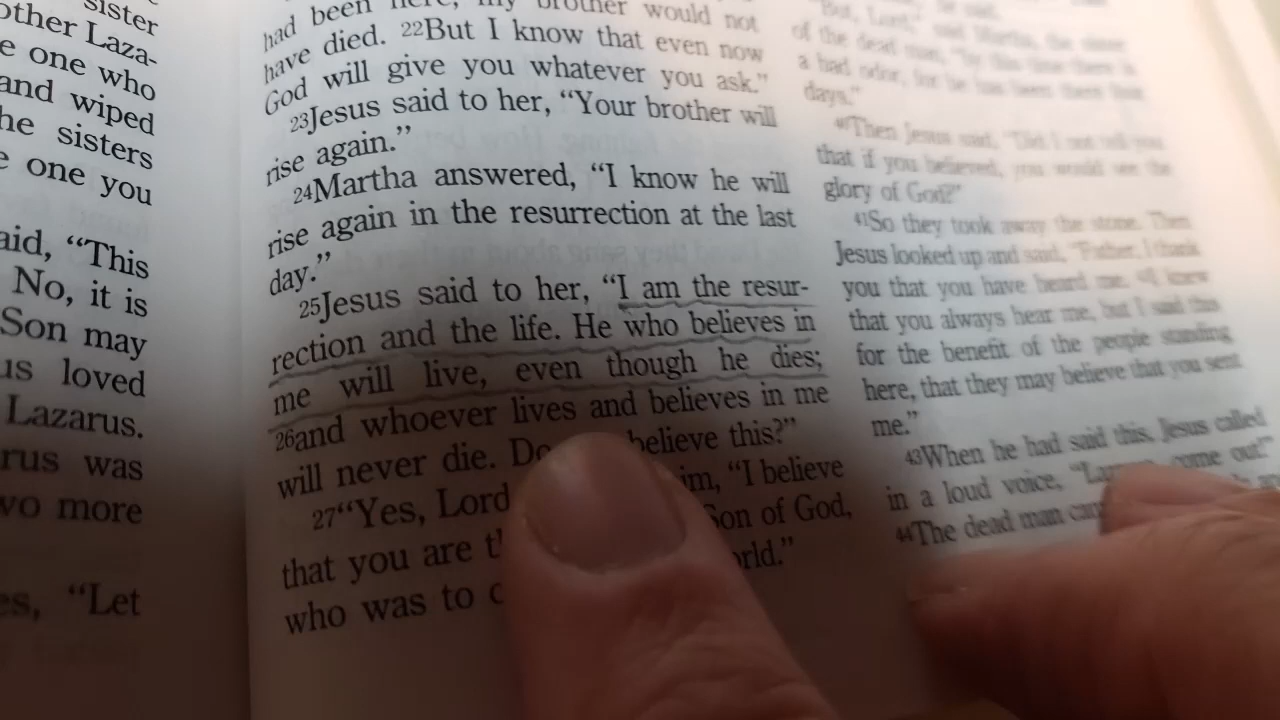 sister
other Laza-
e one who
and wiped
he sisters
e one you
aid, “This
No, it is
Son may
us loved
Lazarus.
rus was
wo more
es, “Let
had been here, my brother would not
have died. 22But I know that even now
God will give you whatever you ask.”
23Jesus said to her, “Your brother will
rise again.”
24Martha answered, “I know he will
rise again in the resurrection at the last
day.”
25Jesus said to her, “I am the resur-
rection and the life. He who believes in
me will live, even though he dies;
26and whoever lives and believes in me
will never die. Do believe this?”
27“Yes, Lord im, “I believe
that you are t Son of God,
who was to c orld.”
he said.
“But, Lord,” said Martha, the sister
of the dead man, “by this time there is
a bad odor, for he has been there four
days.”
40Then Jesus said, “Did I not tell you
that if you believed, you would see the
glory of God?”
41So they took away the stone. Then
Jesus looked up and said, “Father, I thank
you that you have heard me. 42I knew
that you always hear me, but I said this
for the benefit of the people standing
here, that they may believe that you sent
me.”
43When he had said this, Jesus called
in a loud voice, “Lazarus, come out!”
44The dead man cam